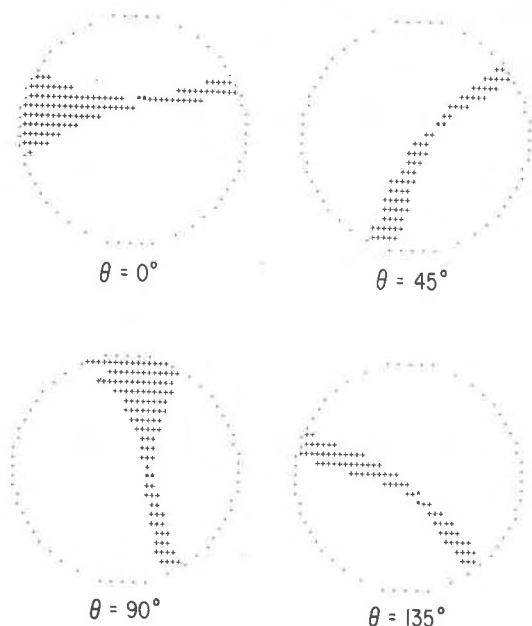 θ = 0°
θ = 45°
θ = 90°
θ = 135°